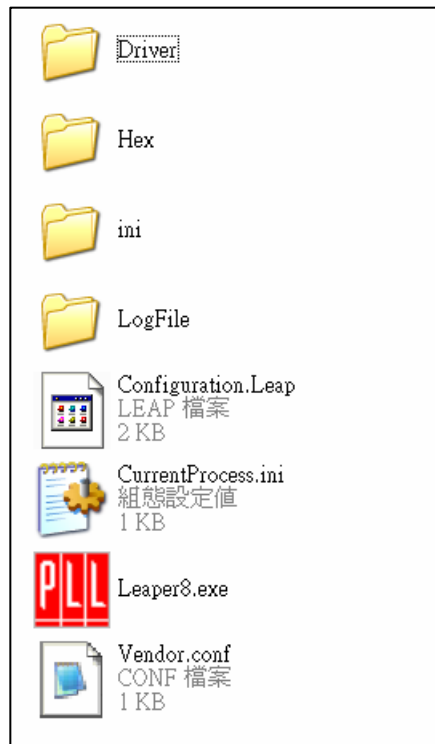 Driver
Hex
ini
LogFile
Configuration.Leap
LEAP 檔案
2 KB
CurrentProcess.ini
組態設定值
1 KB
PLL
Leaper8.exe
Vendor.conf
CONF 檔案
1 KB